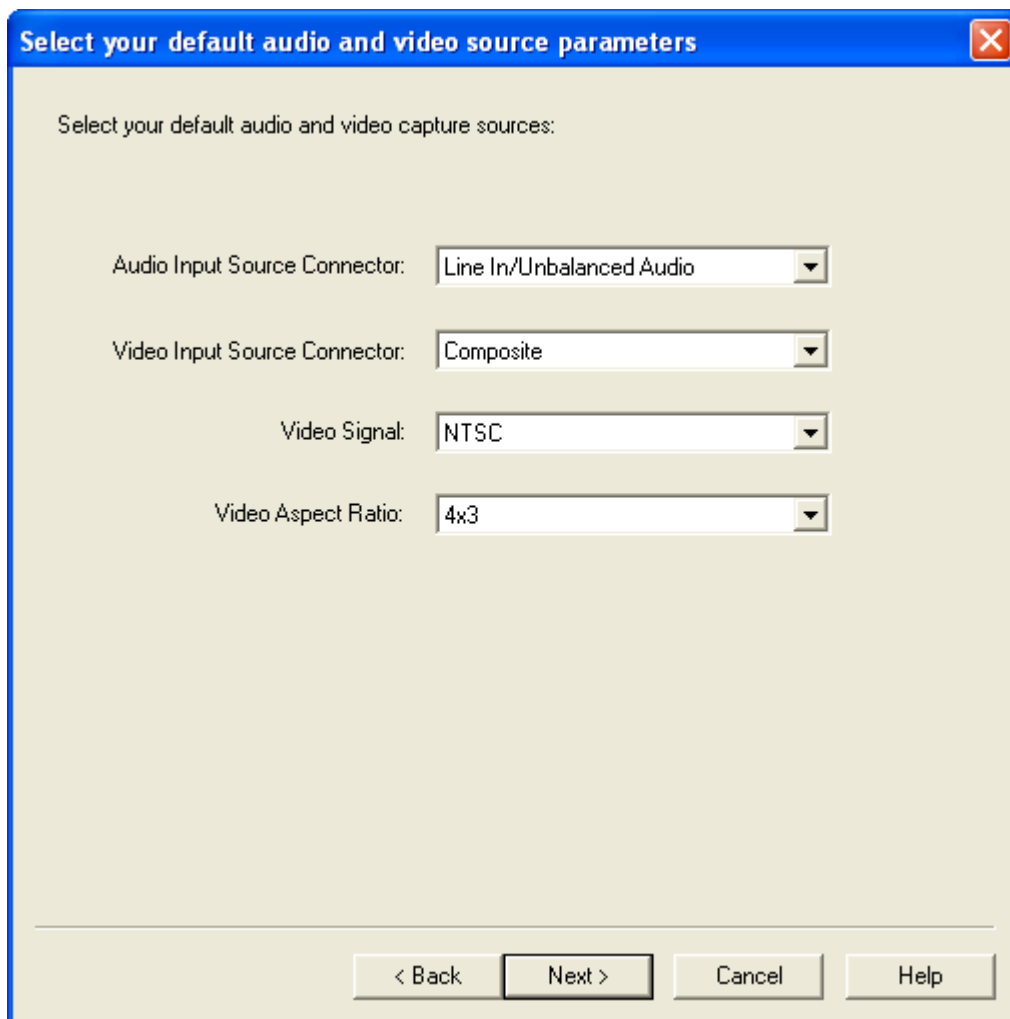 Select your default audio and video source parameters
Select your default audio and video capture sources:
Audio Input Source Connector: Line In/Unbalanced Audio
Video Input Source Connector: Composite
Video Signal: NTSC
Video Aspect Ratio: 4x3
< Back Next > Cancel Help